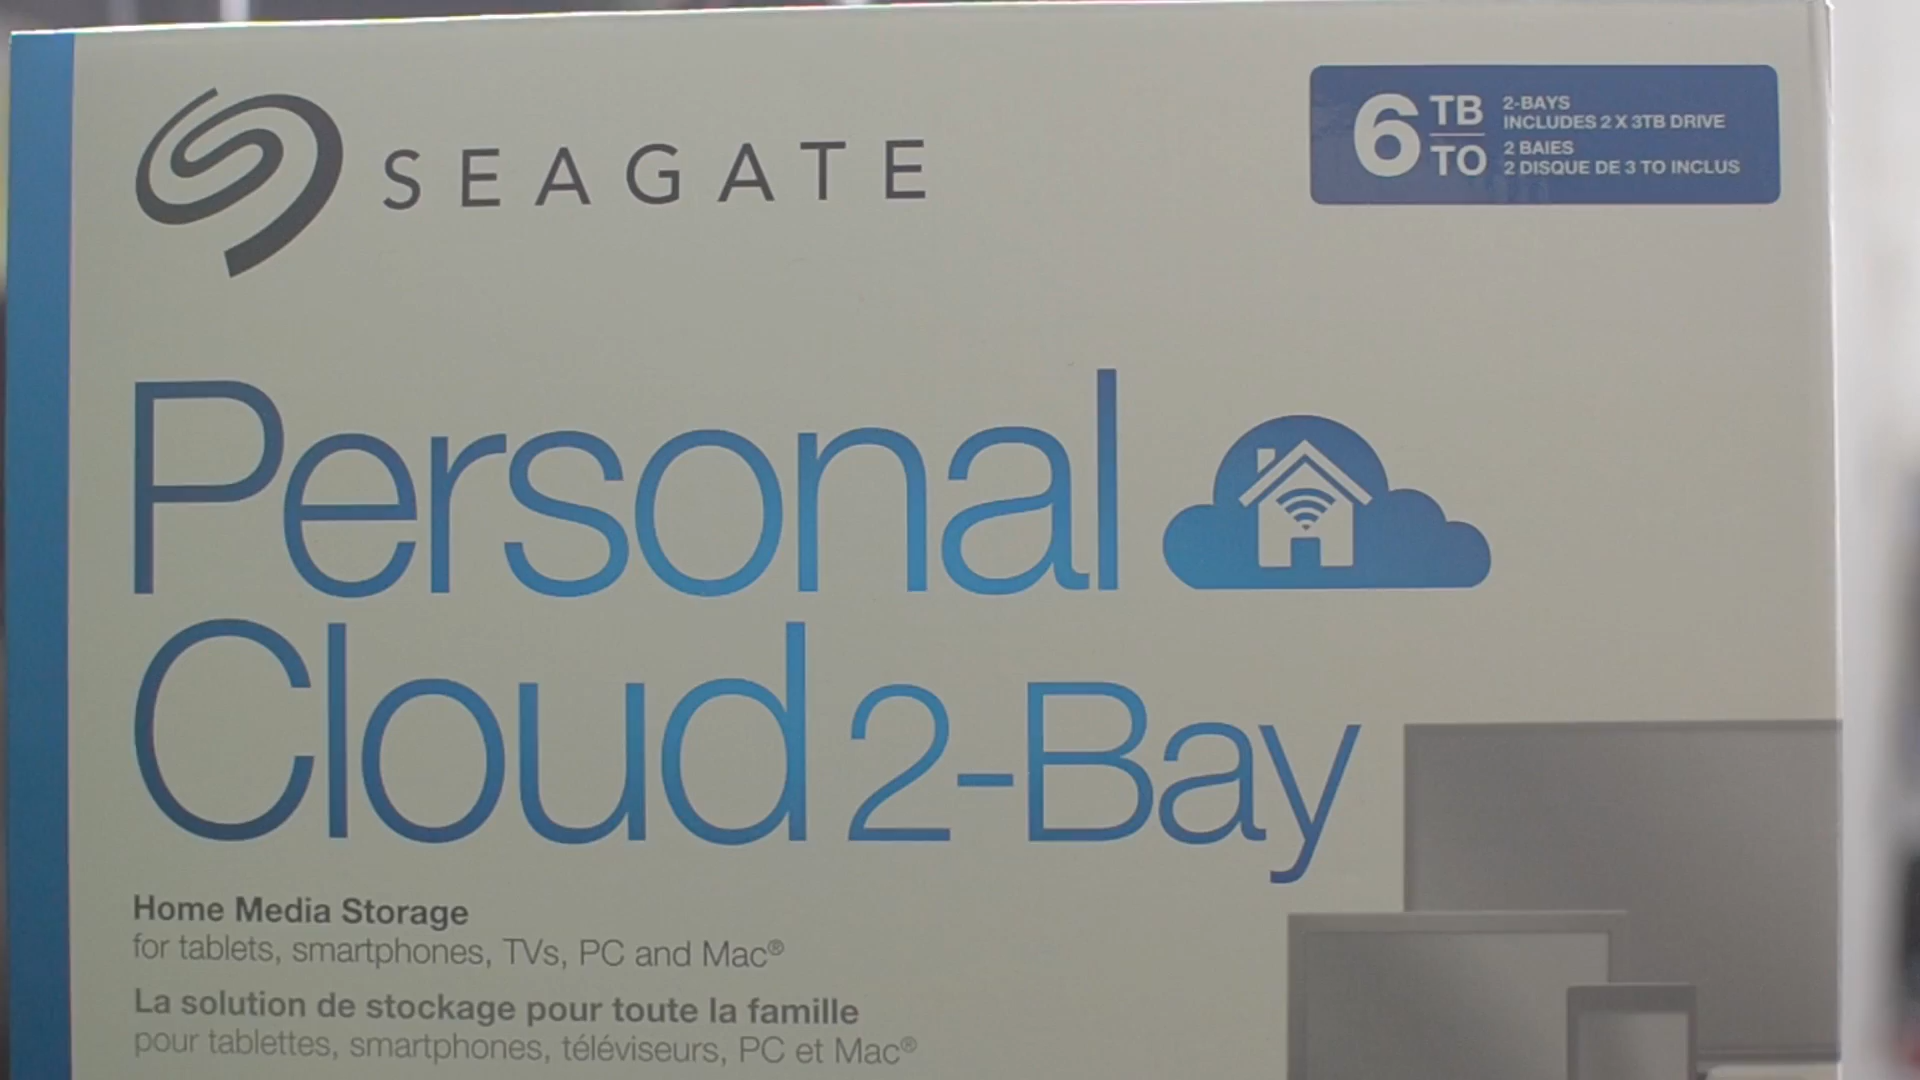 SEAGATE
6 TB
TO
2-BAYS
INCLUDES 2 X 3TB DRIVE
2 BAIES
2 DISQUE DE 3 TO INCLUS
Personal
Cloud 2-Bay
Home Media Storage
for tablets, smartphones, TVs, PC and Mac®
La solution de stockage pour toute la famille
pour tablettes, smartphones, téléviseurs, PC et Mac®